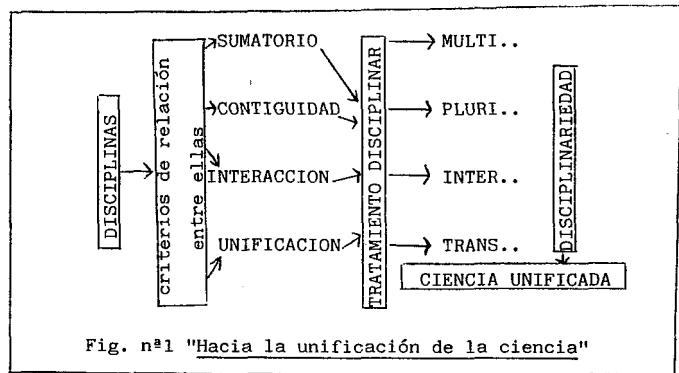 DISCIPLINAS
criterios de relación
entre ellas
SUMATORIO
CONTIGUIDAD
INTERACCION
UNIFICACION
TRATAMIENTO DISCIPLINAR
MULTI..
PLURI..
INTER..
TRANS..
DISCIPLINARIEDAD
CIENCIA UNIFICADA
Fig. nª1 "Hacia la unificación de la ciencia"